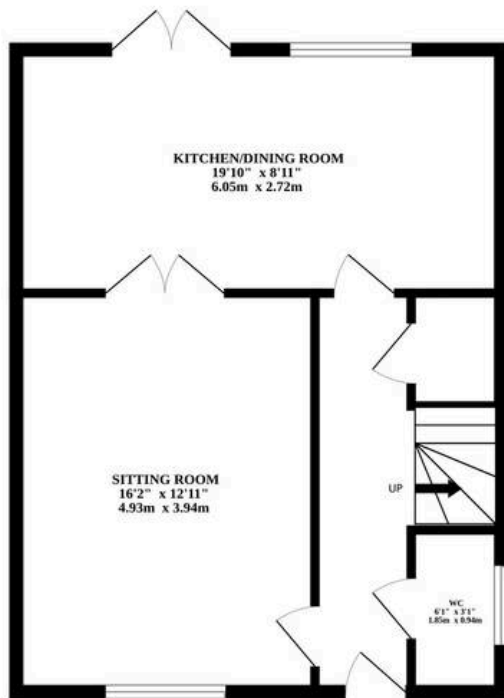 KITCHEN/DINING ROOM
19'10" x 8'11"
6.05m x 2.72m
SITTING ROOM
16'2" x 12'11"
4.93m x 3.94m
UP
WC
6'1" x 3'1"
1.85m x 0.94m